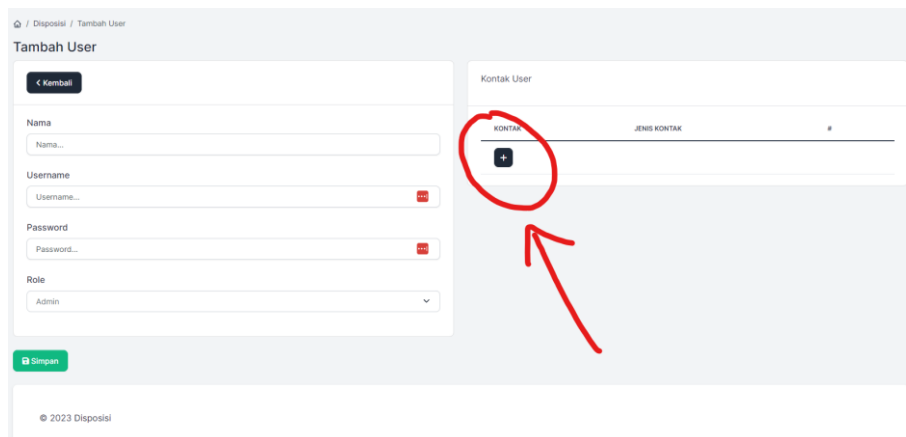 / Disposisi / Tambah User
Tambah User
Kembali
Nama
Nama...
Username
Username...
Password
Password...
Role
Admin
Simpan
Kontak User
KONTAK JENIS KONTAK #
+
© 2023 Disposisi